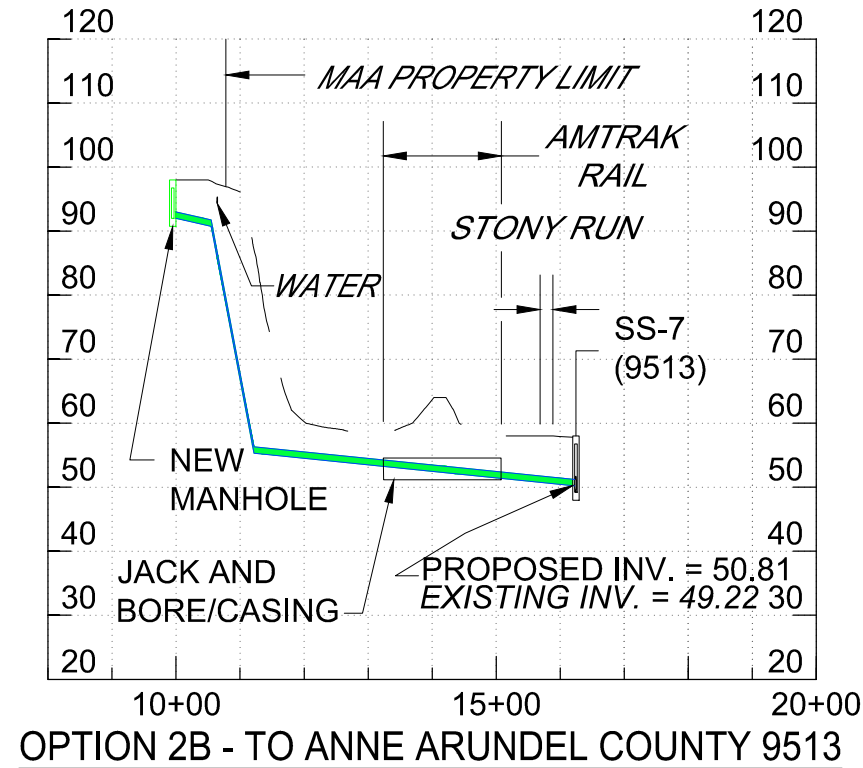 120 120
MAA PROPERTY LIMIT
110 110
AMTRAK
RAIL
100 100
90 90
STONY RUN
80 80
WATER
SS-7
(9513)
70 70
60 60
NEW
MANHOLE
50 50
40 40
JACK AND
BORE/CASING
PROPOSED INV. = 50.81
EXISTING INV. = 49.22
30 30
20 20
10+00 15+00 20+00
OPTION 2B - TO ANNE ARUNDEL COUNTY 9513